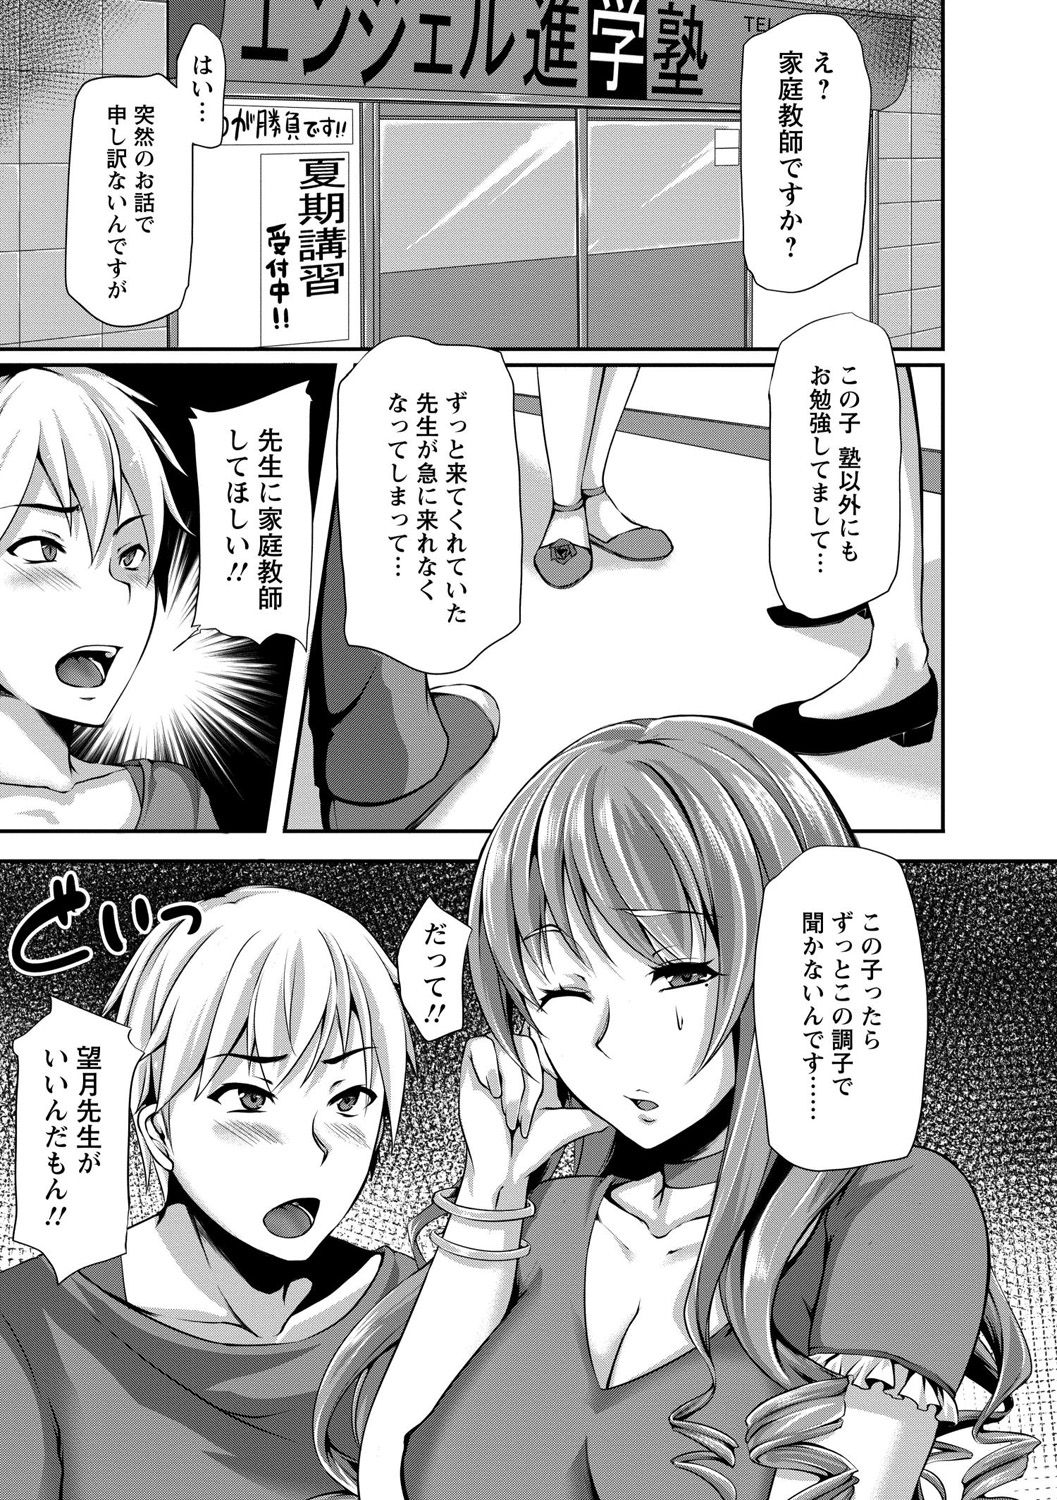 エンジェル進学塾
TEL
え？
家庭教師ですか？
が勝負です!!
夏期講習
受付中!!
はい…
突然のお話で
申し訳ないんですが
この子 塾以外にも
お勉強してまして…
ずっと来てくれていた
先生が急に来れなく
なってしまって…
先生に家庭教師
してほしい!!
この子ったら
ずっとこの調子で
聞かないんです……
だって!!
どいっ
望月先生が
いいんだもん!!